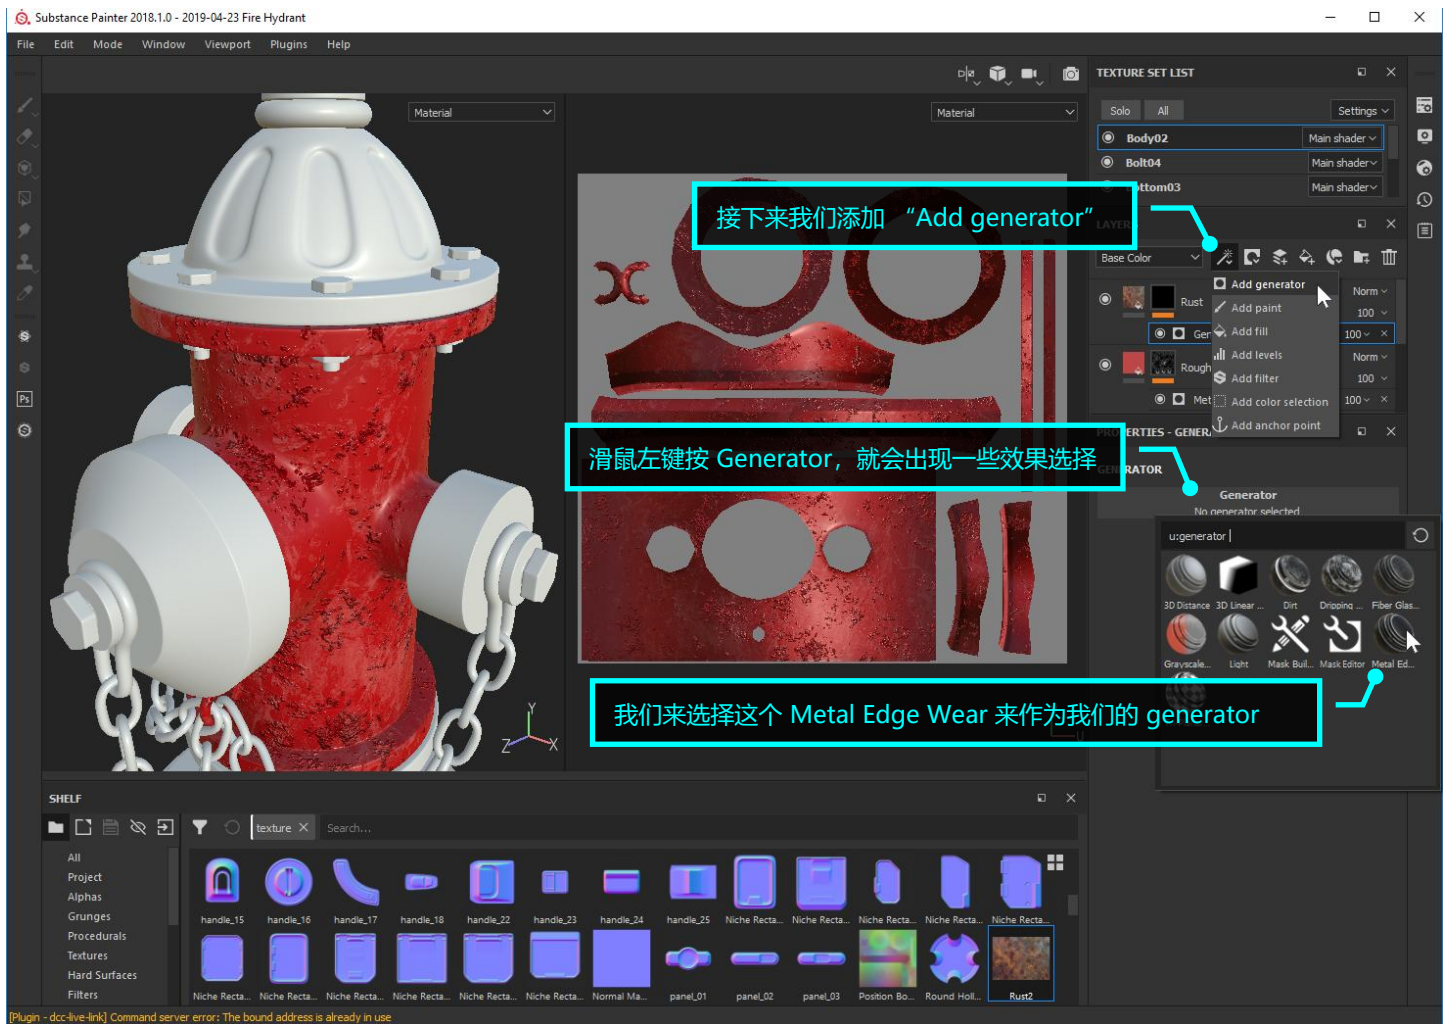 Substance Painter 2018.1.0 - 2019-04-23 Fire Hydrant
File Edit Mode Window Viewport Plugins Help
Material
Material
TEXTURE SET LIST
Solo All Settings
Body02 Main shader
Bolt04 Main shader
ottom03 Main shader
接下来我们添加 “Add generator”
LAYER
Base Color
Add generator
Add paint
Add fill
Add levels
Add filter
Add color selection
Add anchor point
Rust Norm
100
Gen 100
Rough Norm
100
Met 100
滑鼠左键按 Generator，就会出现一些效果选择
PROPERTIES - GENER
GENERATOR
Generator
No generator selected
u:generator
3D Distance 3D Linear ... Dirt Dripping ... Fiber Glas...
Grayscale... Light Mask Buil... Mask Editor Metal Ed...
我们来选择这个 Metal Edge Wear 来作为我们的 generator
Y
Z X
U
Ps
SHELF
texture Search...
All
Project
Alphas
Grunges
Procedurals
Textures
Hard Surfaces
Filters
handle_15 handle_16 handle_17 handle_18 handle_22 handle_23 handle_24 handle_25 Niche Recta... Niche Recta... Niche Recta... Niche Recta... Niche Recta...
Niche Recta... Niche Recta... Niche Recta... Niche Recta... Niche Recta... Niche Recta... Normal Ma... panel_01 panel_02 panel_03 Position Bo... Round Holl... Rust2
[Plugin - dcc-live-link] Command server error: The bound address is already in use